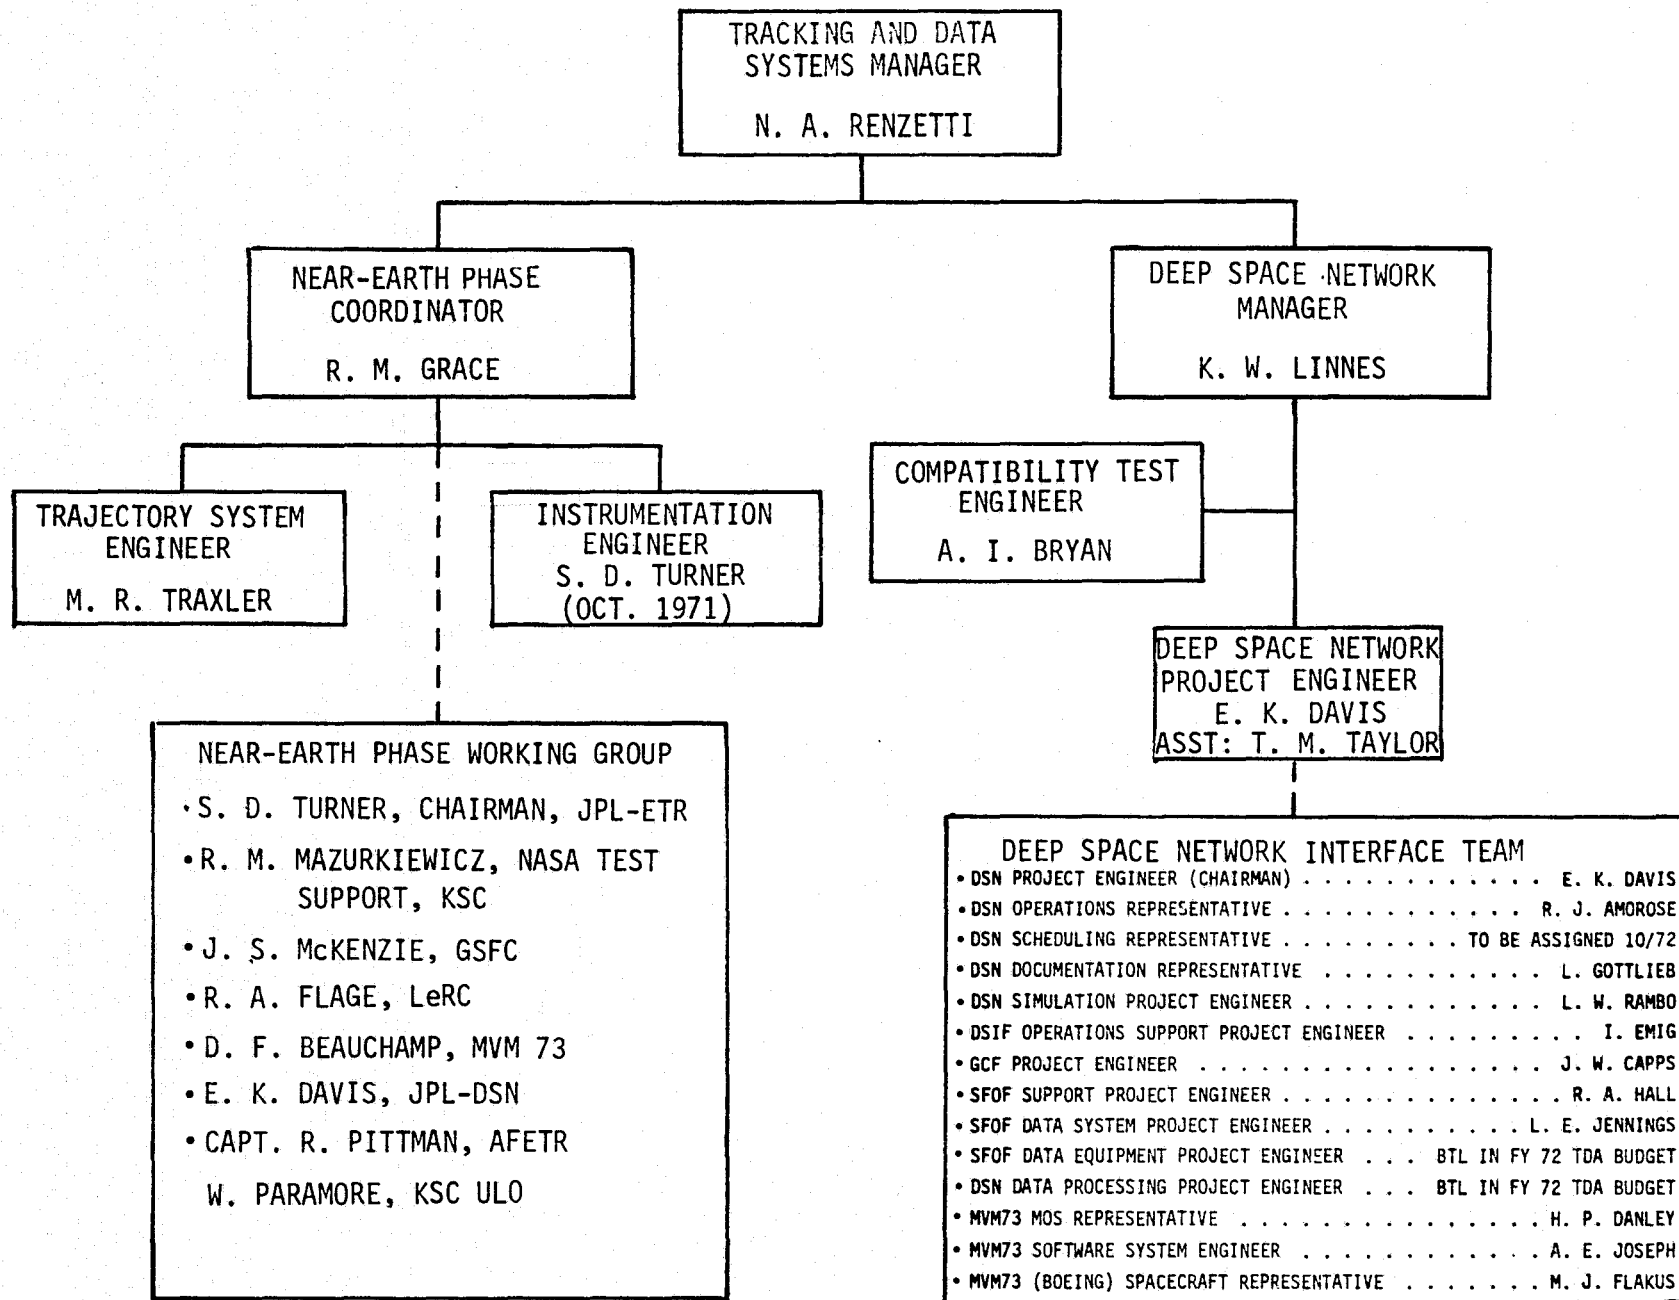 TRACKING AND DATA
SYSTEMS MANAGER
N. A. RENZETTI
NEAR-EARTH PHASE
COORDINATOR
R. M. GRACE
DEEP SPACE NETWORK
MANAGER
K. W. LINNES
TRAJECTORY SYSTEM
ENGINEER
M. R. TRAXLER
INSTRUMENTATION
ENGINEER
S. D. TURNER
(OCT. 1971)
COMPATIBILITY TEST
ENGINEER
A. I. BRYAN
DEEP SPACE NETWORK
PROJECT ENGINEER
E. K. DAVIS
ASST: T. M. TAYLOR
NEAR-EARTH PHASE WORKING GROUP
• S. D. TURNER, CHAIRMAN, JPL-ETR
• R. M. MAZURKIEWICZ, NASA TEST
SUPPORT, KSC
• J. S. McKENZIE, GSFC
• R. A. FLAGE, LeRC
• D. F. BEAUCHAMP, MVM 73
• E. K. DAVIS, JPL-DSN
• CAPT. R. PITTMAN, AFETR
W. PARAMORE, KSC ULO
DEEP SPACE NETWORK INTERFACE TEAM
• DSN PROJECT ENGINEER (CHAIRMAN) . . . . . . . . . . . . E. K. DAVIS
• DSN OPERATIONS REPRESENTATIVE . . . . . . . . . . . . . R. J. AMOROSE
• DSN SCHEDULING REPRESENTATIVE . . . . . . . . . . TO BE ASSIGNED 10/72
• DSN DOCUMENTATION REPRESENTATIVE . . . . . . . . . . . . L. GOTTLIEB
• DSN SIMULATION PROJECT ENGINEER . . . . . . . . . . . . . L. W. RAMBO
• DSIF OPERATIONS SUPPORT PROJECT ENGINEER . . . . . . . . . I. EMIG
• GCF PROJECT ENGINEER . . . . . . . . . . . . . . . . . J. W. CAPPS
• SFOF SUPPORT PROJECT ENGINEER . . . . . . . . . . . . . . . R. A. HALL
• SFOF DATA SYSTEM PROJECT ENGINEER . . . . . . . . . . . L. E. JENNINGS
• SFOF DATA EQUIPMENT PROJECT ENGINEER . . . BTL IN FY 72 TDA BUDGET
• DSN DATA PROCESSING PROJECT ENGINEER . . . BTL IN FY 72 TDA BUDGET
• MVM73 MOS REPRESENTATIVE . . . . . . . . . . . . . . . . H. P. DANLEY
• MVM73 SOFTWARE SYSTEM ENGINEER . . . . . . . . . . . . . A. E. JOSEPH
• MVM73 (BOEING) SPACECRAFT REPRESENTATIVE . . . . . . . M. J. FLAKUS